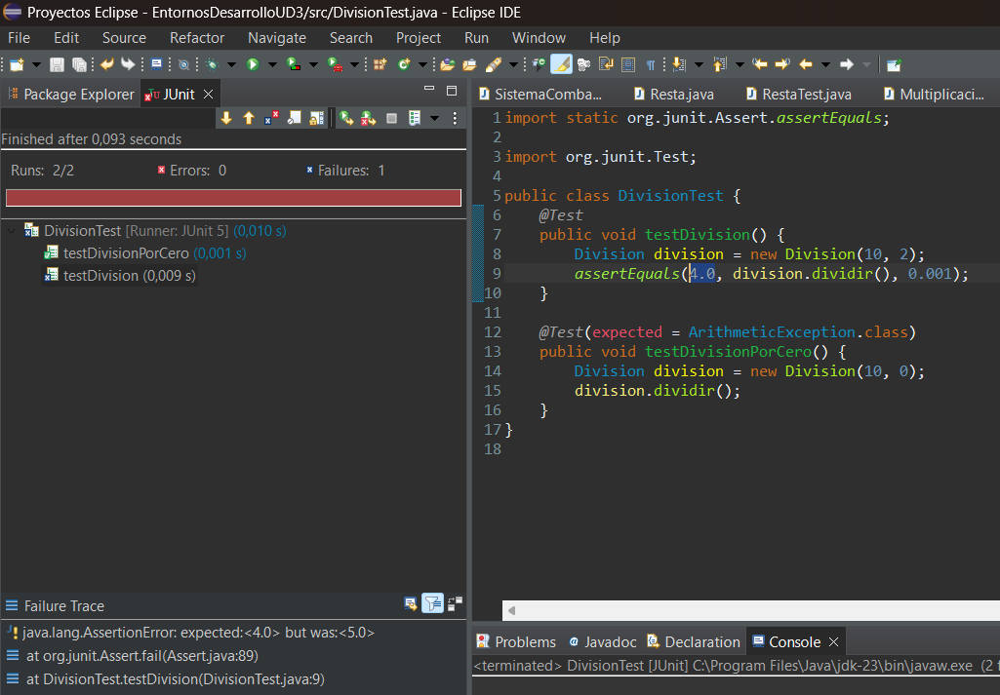 Proyectos Eclipse - EntornosDesarrolloUD3/src/DivisionTest.java - Eclipse IDE
File Edit Source Refactor Navigate Search Project Run Window Help
Package Explorer JUnit
Finished after 0,093 seconds
Runs: 2/2 Errors: 0 Failures: 1
DivisionTest [Runner: JUnit 5] (0,010 s)
testDivisionPorCero (0,001 s)
testDivision (0,009 s)
Failure Trace
java.lang.AssertionError: expected:<4.0> but was:<5.0>
at org.junit.Assert.fail(Assert.java:89)
at DivisionTest.testDivision(DivisionTest.java:9)
SistemaComba... Resta.java RestaTest.java Multiplicaci...
1 import static org.junit.Assert.assertEquals;
2
3 import org.junit.Test;
4
5 public class DivisionTest {
6 @Test
7 public void testDivision() {
8 Division division = new Division(10, 2);
9 assertEquals(4.0, division.dividir(), 0.001);
10 }
11
12 @Test(expected = ArithmeticException.class)
13 public void testDivisionPorCero() {
14 Division division = new Division(10, 0);
15 division.dividir();
16 }
17 }
18
Problems Javadoc Declaration Console
<terminated> DivisionTest [JUnit] C:\Program Files\Java\jdk-23\bin\javaw.exe (2 f